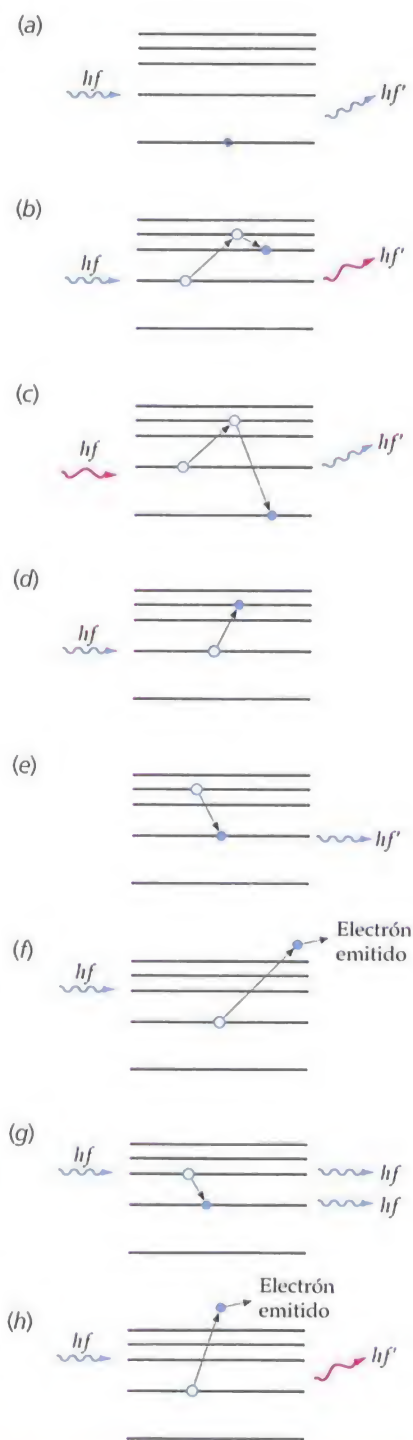 (a)
hf
hf'
(b)
hf
hf'
(c)
hf
hf'
(d)
hf
(e)
hf'
(f)
hf
Electrón
emitido
(g)
hf
hf
hf
(h)
hf
Electrón
emitido
hf'